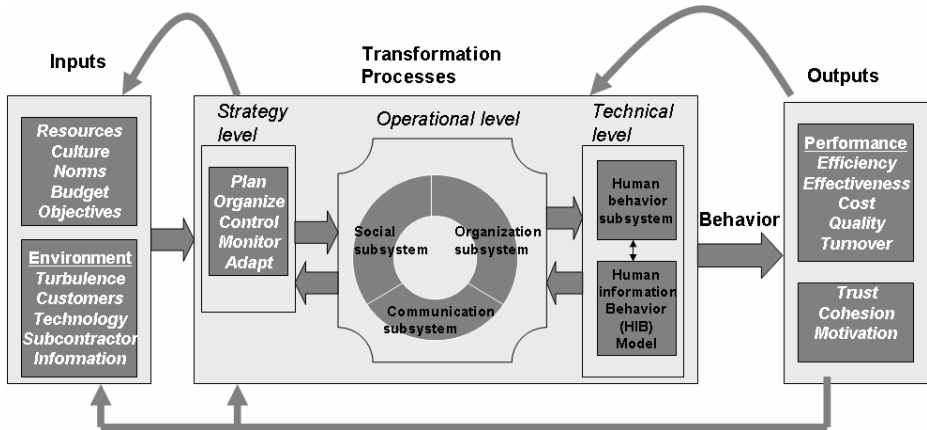 Inputs
Resources
Culture
Norms
Budget
Objectives
Environment
Turbulence
Customers
Technology
Subcontractor
Information
Transformation
Processes
Strategy
level
Plan
Organize
Control
Monitor
Adapt
Operational level
Social
subsystem
Organization
subsystem
Communication
subsystem
Technical
level
Human
behavior
subsystem
Human
information
Behavior
(HIB)
Model
Behavior
Outputs
Performance
Efficiency
Effectiveness
Cost
Quality
Turnover
Trust
Cohesion
Motivation